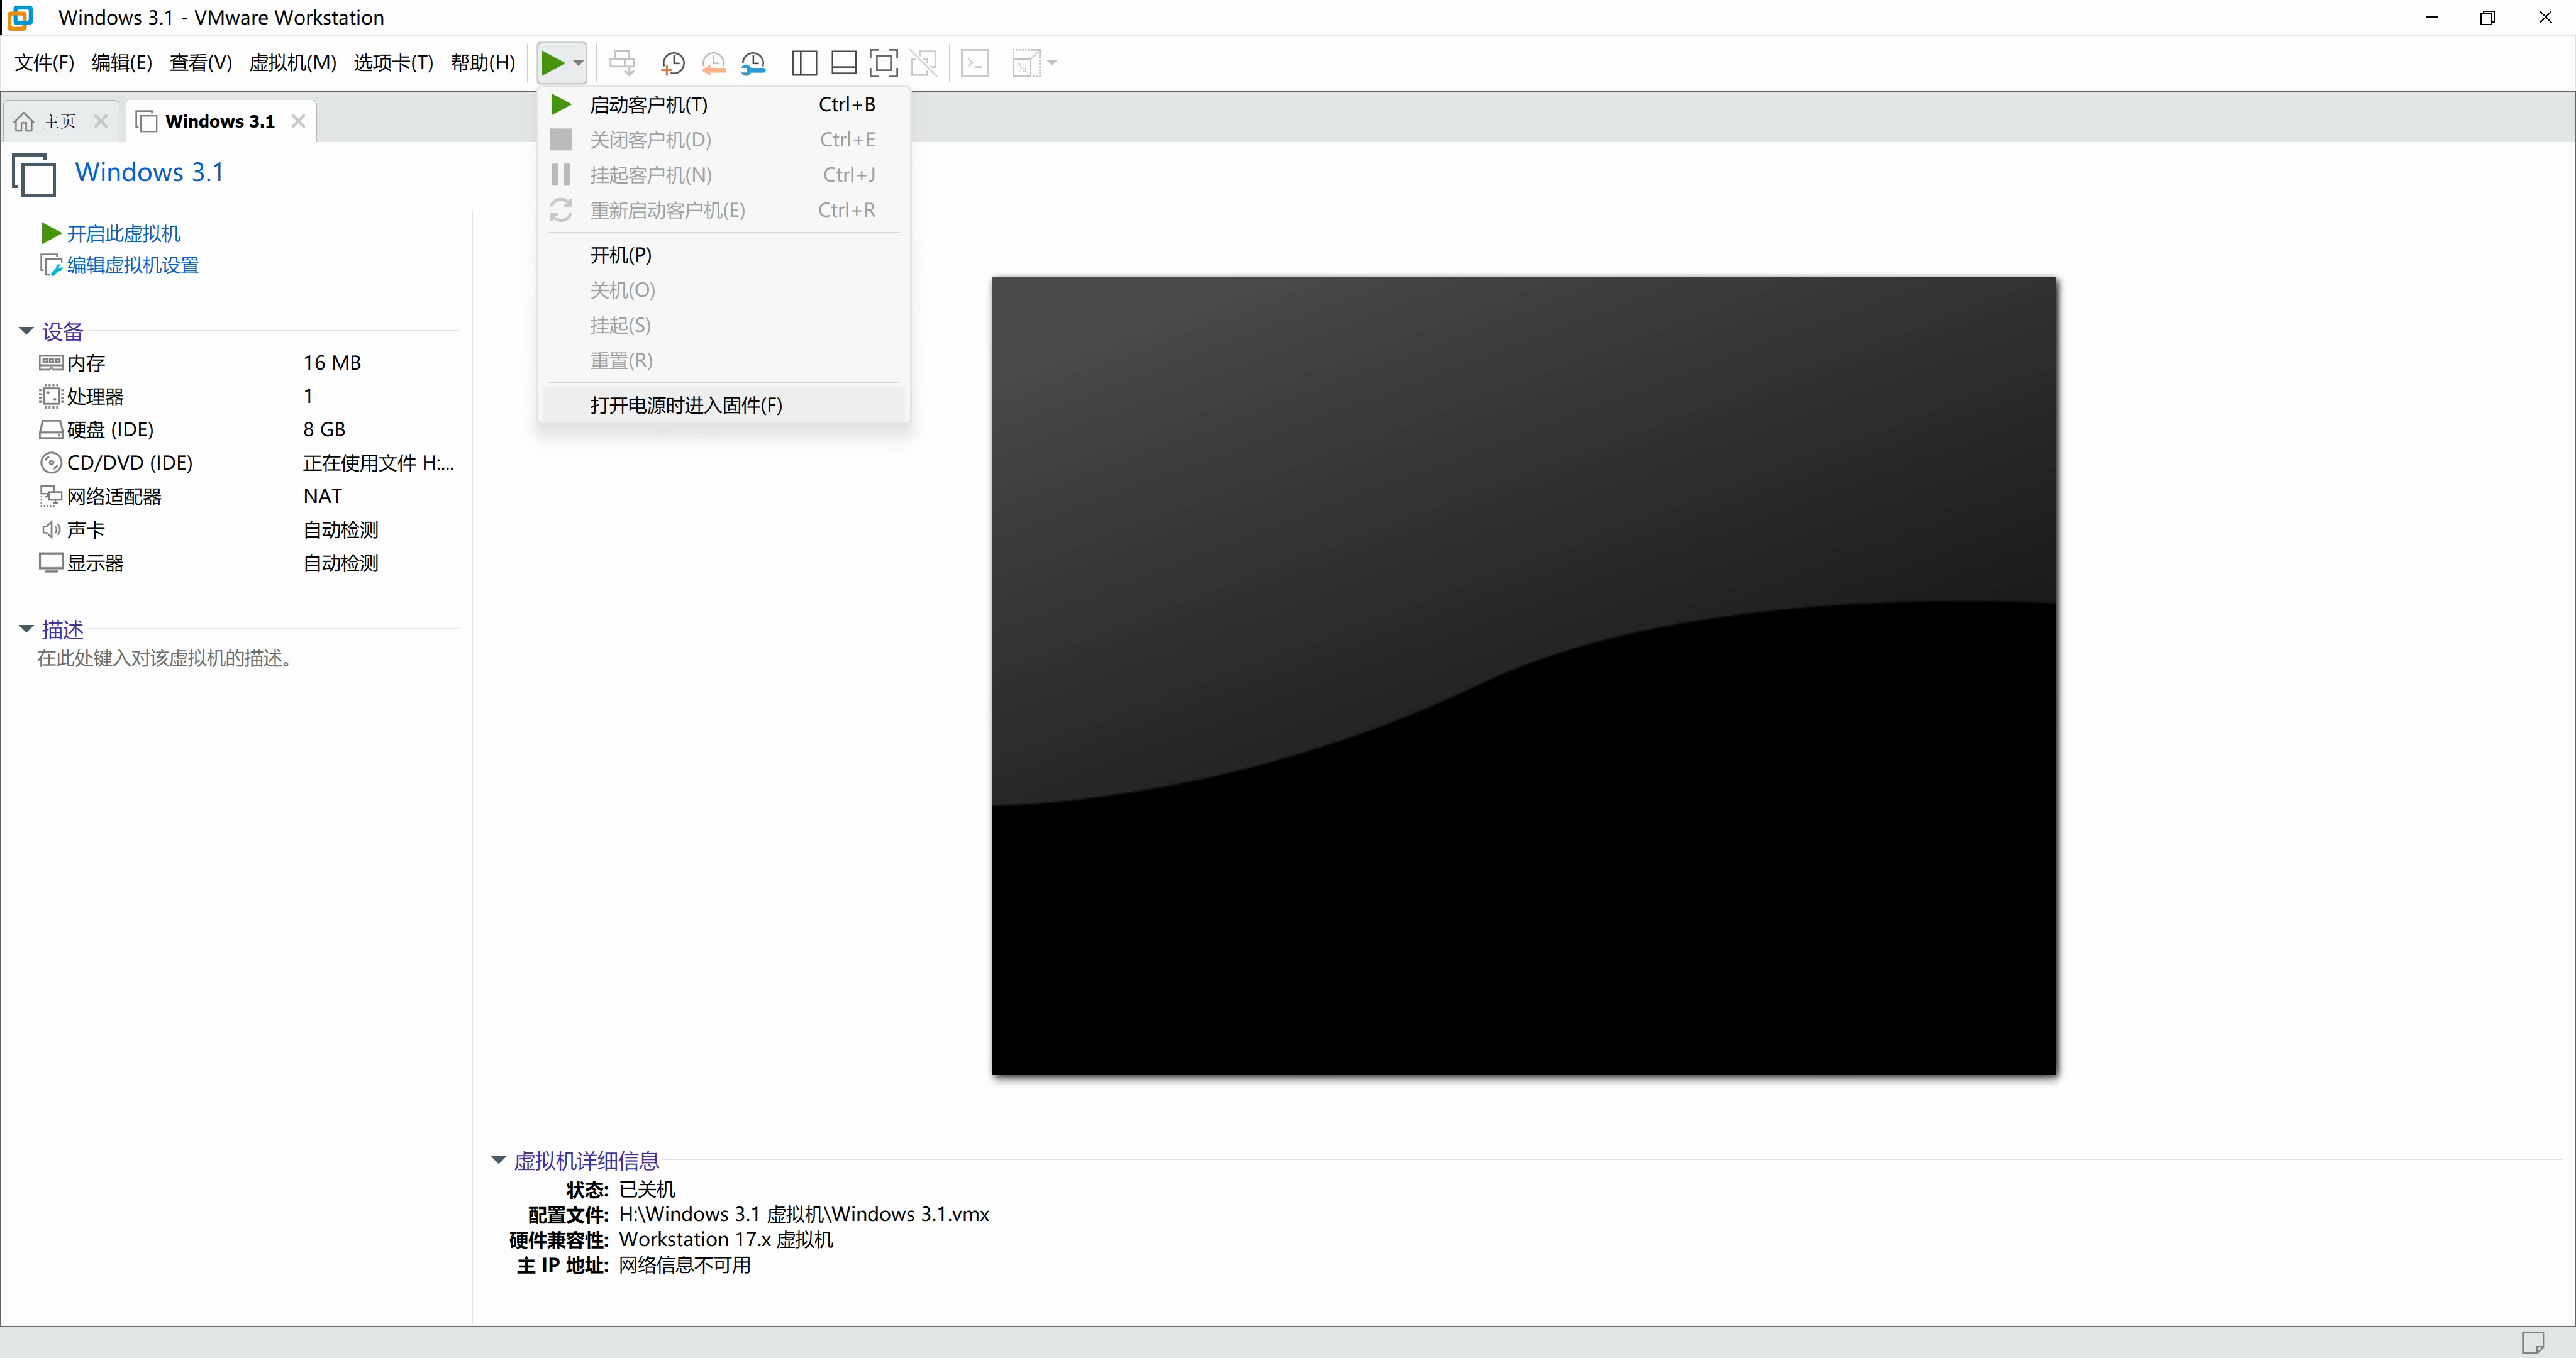 Windows 3.1 - VMware Workstation
文件(F) 编辑(E) 查看(V) 虚拟机(M) 选项卡(T) 帮助(H)
主页 Windows 3.1
Windows 3.1
启动客户机(T) Ctrl+B
关闭客户机(D) Ctrl+E
挂起客户机(N) Ctrl+J
重新启动客户机(E) Ctrl+R
开机(P)
关机(O)
挂起(S)
重置(R)
打开电源时进入固件(F)
开启此虚拟机
编辑虚拟机设置
设备
内存 16 MB
处理器 1
硬盘 (IDE) 8 GB
CD/DVD (IDE) 正在使用文件 H:...
网络适配器 NAT
声卡 自动检测
显示器 自动检测
描述
在此处键入对该虚拟机的描述。
虚拟机详细信息
状态: 已关机
配置文件: H:\Windows 3.1 虚拟机\Windows 3.1.vmx
硬件兼容性: Workstation 17.x 虚拟机
主 IP 地址: 网络信息不可用